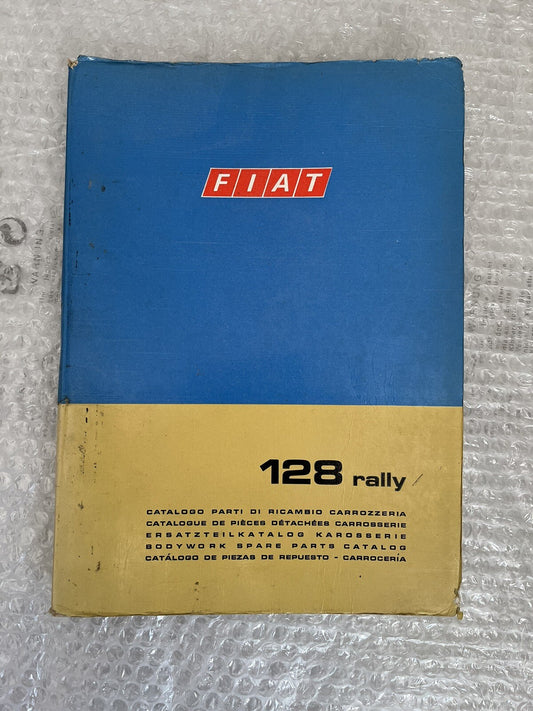 FIAT
128 rally
CATALOGO PARTI DI RICAMBIO CARROZZERIA
CATALOGUE DE PIÈCES DÉTACHÉES CARROSSERIE
ERSATZTEILKATALOG KAROSSERIE
BODYWORK SPARE PARTS CATALOG
CATÁLOGO DE PIEZAS DE REPUESTO - CARROCERÍA
WARNING